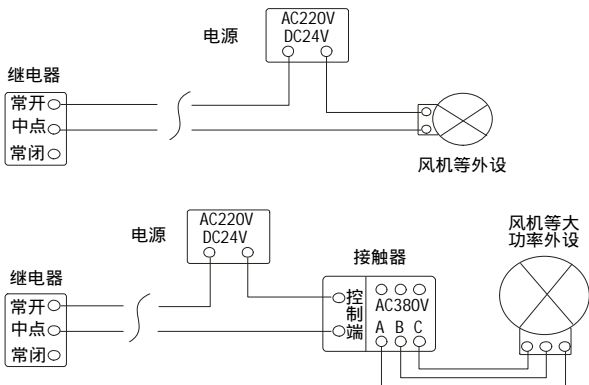 电源
AC220V
DC24V
继电器
常开
中点
常闭
风机等外设
电源
AC220V
DC24V
继电器
常开
中点
常闭
接触器
控制端
AC380V
A B C
风机等大
功率外设